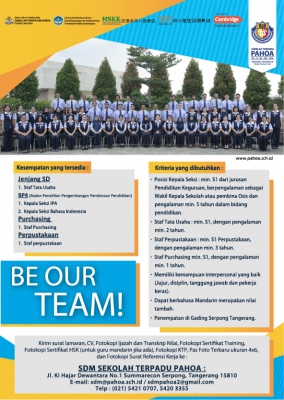 HSKK
Cambridge
SEKOLAH TERPADU
PAHOA
www.pahoa.sch.id
Kesempatan yang tersedia :
Jenjang SD
1. Staf Tata Usaha
BP4 (Badan Penelitian Pengembangan Pembinaan Pendidikan)
1. Kepala Seksi IPA
2. Kepala Seksi Bahasa Indonesia
Purchasing
1. Staf Purchasing
Perpustakaan
1. Staf perpustakaan
Kriteria yang dibutuhkan :
• Posisi Kepala Seksi : min. S1 dari jurusan
Pendidikan Keguruan, berpengalaman sebagai
Wakil Kepala Sekolah atau pembina Osis dan
pengalaman min. 5 tahun dalam bidang
pendidikan.
• Staf Tata Usaha : min. S1, dengan pengalaman
min. 2 tahun.
• Staf Perpustakaan : min. S1 Perpustakaan,
dengan pengalaman min. 3 tahun.
• Staf Purchasing min. S1, dengan pengalaman
min. 1 tahun.
• Memiliki kemampuan interpersonal yang baik
(Jujur, disiplin, tanggung jawab dan pekerja
keras).
• Dapat berbahasa Mandarin merupakan nilai
tambah.
• Penempatan di Gading Serpong Tangerang.
BE OUR
TEAM!
Kirim surat lamaran, CV, Fotokopi Ijazah dan Transkrip Nilai, Fotokopi Sertifikat Training,
Fotokopi Sertifikat HSK (untuk guru mandarin jika ada), Fotokopi KTP, Pas Foto Terbaru ukuran 4x6,
dan Fotokopi Surat Referensi Kerja ke :
SDM SEKOLAH TERPADU PAHOA :
Jl. Ki Hajar Dewantara No.1 Summarecon Serpong, Tangerang 15810
E-mail: sdm@pahoa.sch.id / sdmpahoa2@gmail.com
Telp : (021) 5421 0707, 5420 3355